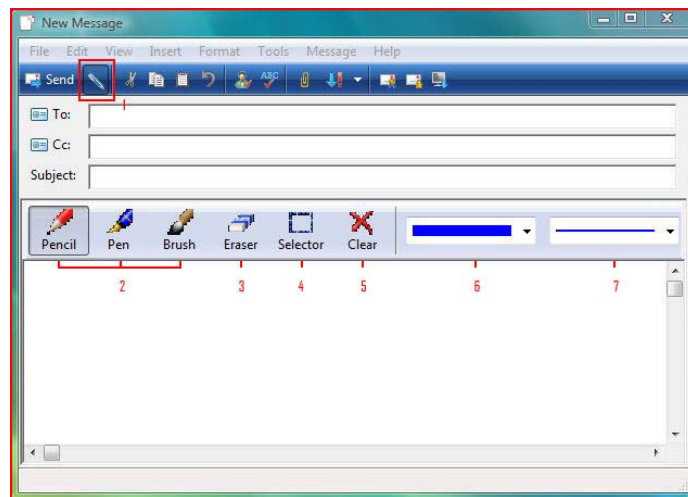 New Message
File Edit View Insert Format Tools Message Help
Send ABC
1
To:
Cc:
Subject:
Pencil Pen Brush Eraser Selector Clear
2 3 4 5 6 7